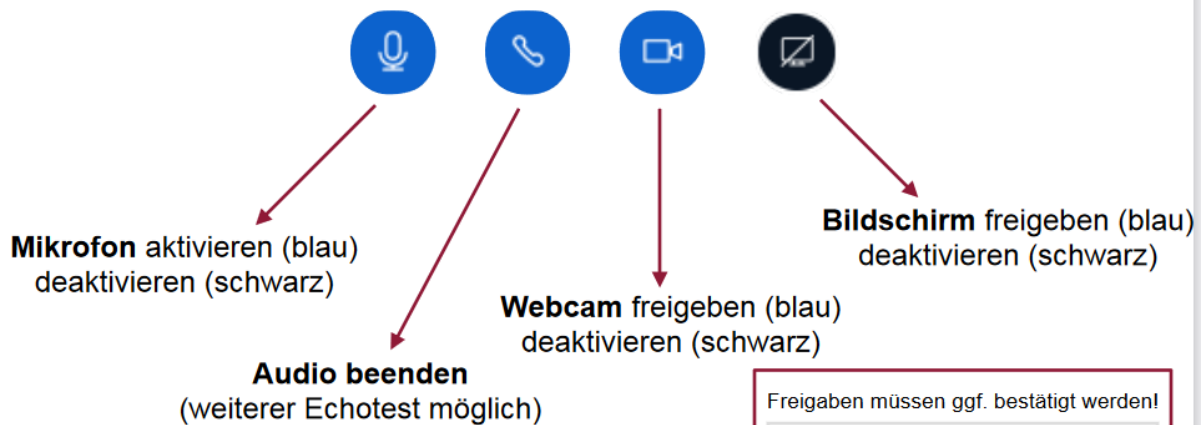 Mikrofon aktivieren (blau)
deaktivieren (schwarz)
Audio beenden
(weiterer Echotest möglich)
Webcam freigeben (blau)
deaktivieren (schwarz)
Bildschirm freigeben (blau)
deaktivieren (schwarz)
Freigaben müssen ggf. bestätigt werden!